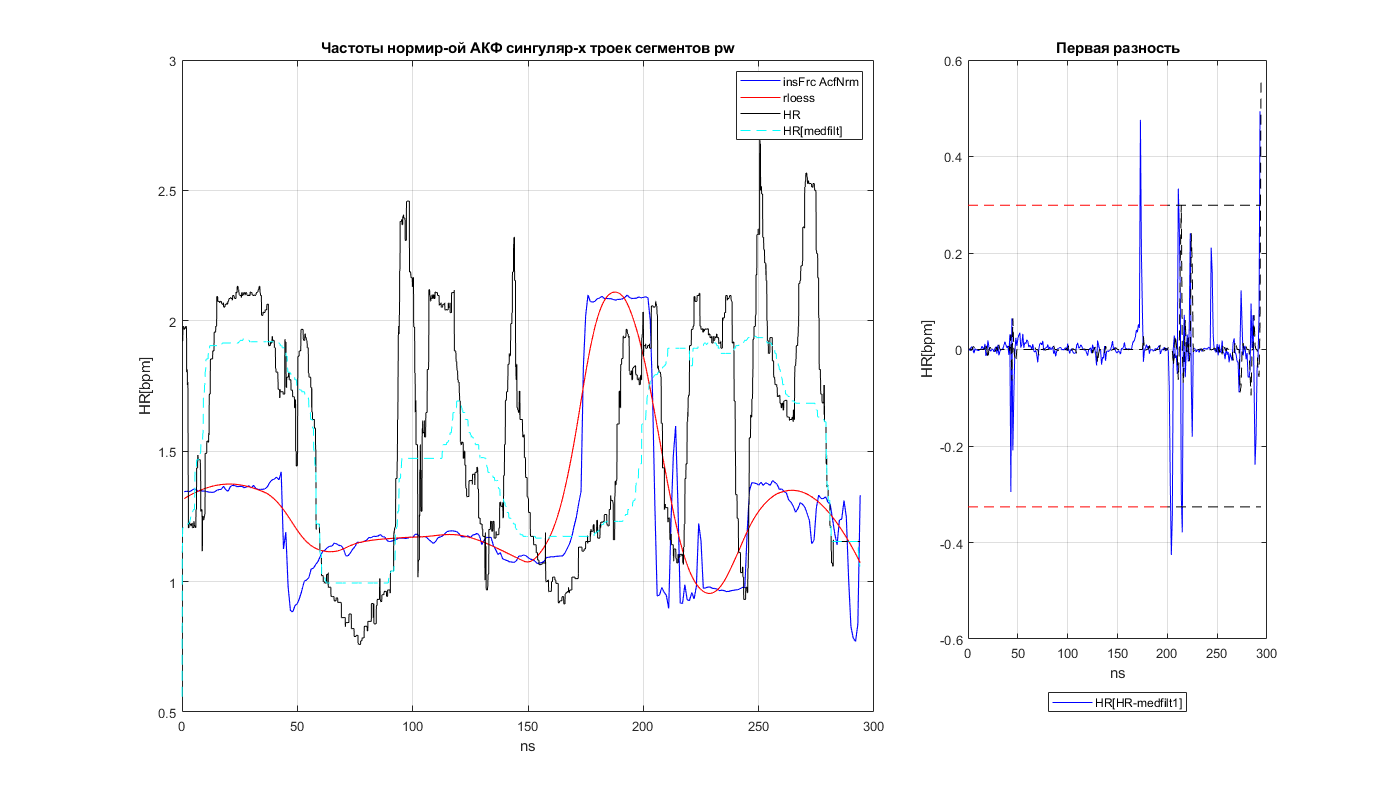 Частоты нормир-ой АКФ сингуляр-х троек сегментов pw
3
2.5
2
1.5
1
0.5
HR[bpm]
0
50
100
150
200
250
300
ns
insFrc AcfNrm
rloess
HR
HR[medfilt]
Первая разность
0.6
0.4
0.2
0
-0.2
-0.4
-0.6
HR[bpm]
0
50
100
150
200
250
300
ns
HR[HR-medfilt1]